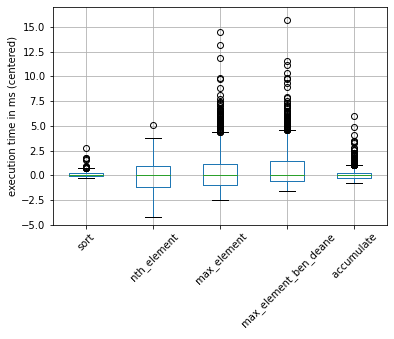 execution time in ms (centered)
15.0
12.5
10.0
7.5
5.0
2.5
0.0
−2.5
−5.0
sort
nth_element
max_element
max_element_ben_deane
accumulate